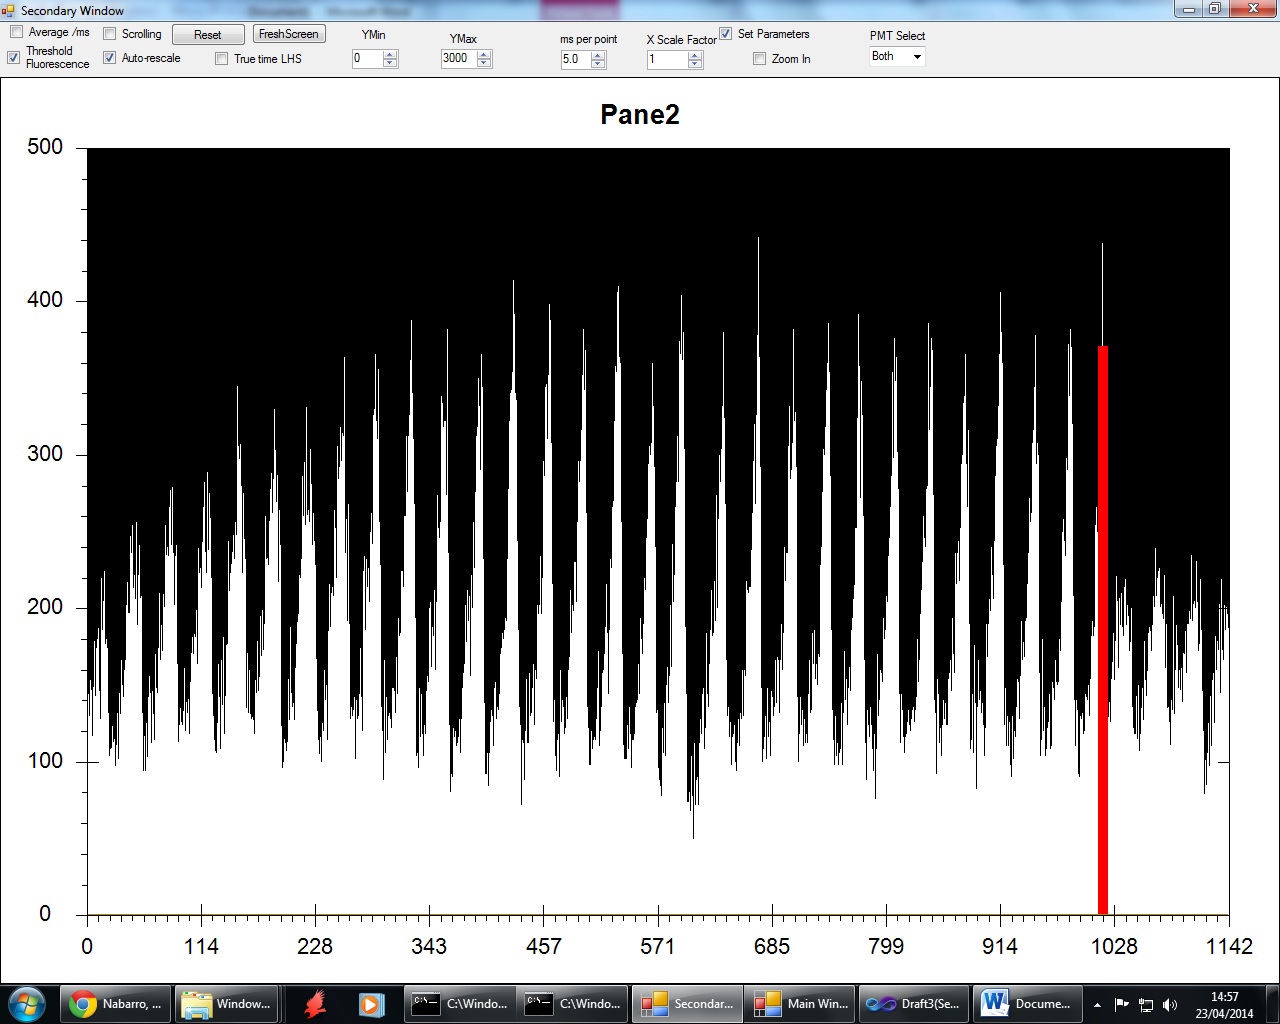 Secondary Window
Average /ms
Scrolling
Reset
FreshScreen
YMin
YMax
ms per point
X Scale Factor
Set Parameters
PMT Select
Threshold
Fluorescence
Auto-rescale
True time LHS
0
3000
5.0
1
Zoom In
Both
Pane2
500
400
300
200
100
0
0 114 228 343 457 571 685 799 914 1028 1142
Nabarro, ...
Window...
C:\Windo...
C:\Windo...
Secondar...
Main Win...
Draft3(Se...
Docume...
14:57
23/04/2014